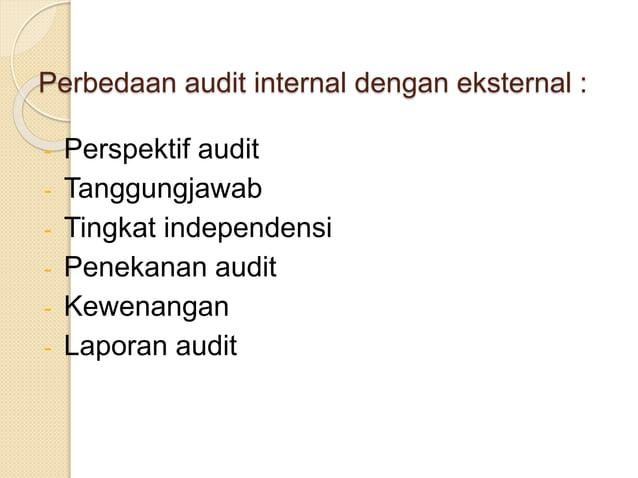 Perbedaan audit internal dengan eksternal :
- Perspektif audit
- Tanggungjawab
- Tingkat independensi
- Penekanan audit
- Kewenangan
- Laporan audit